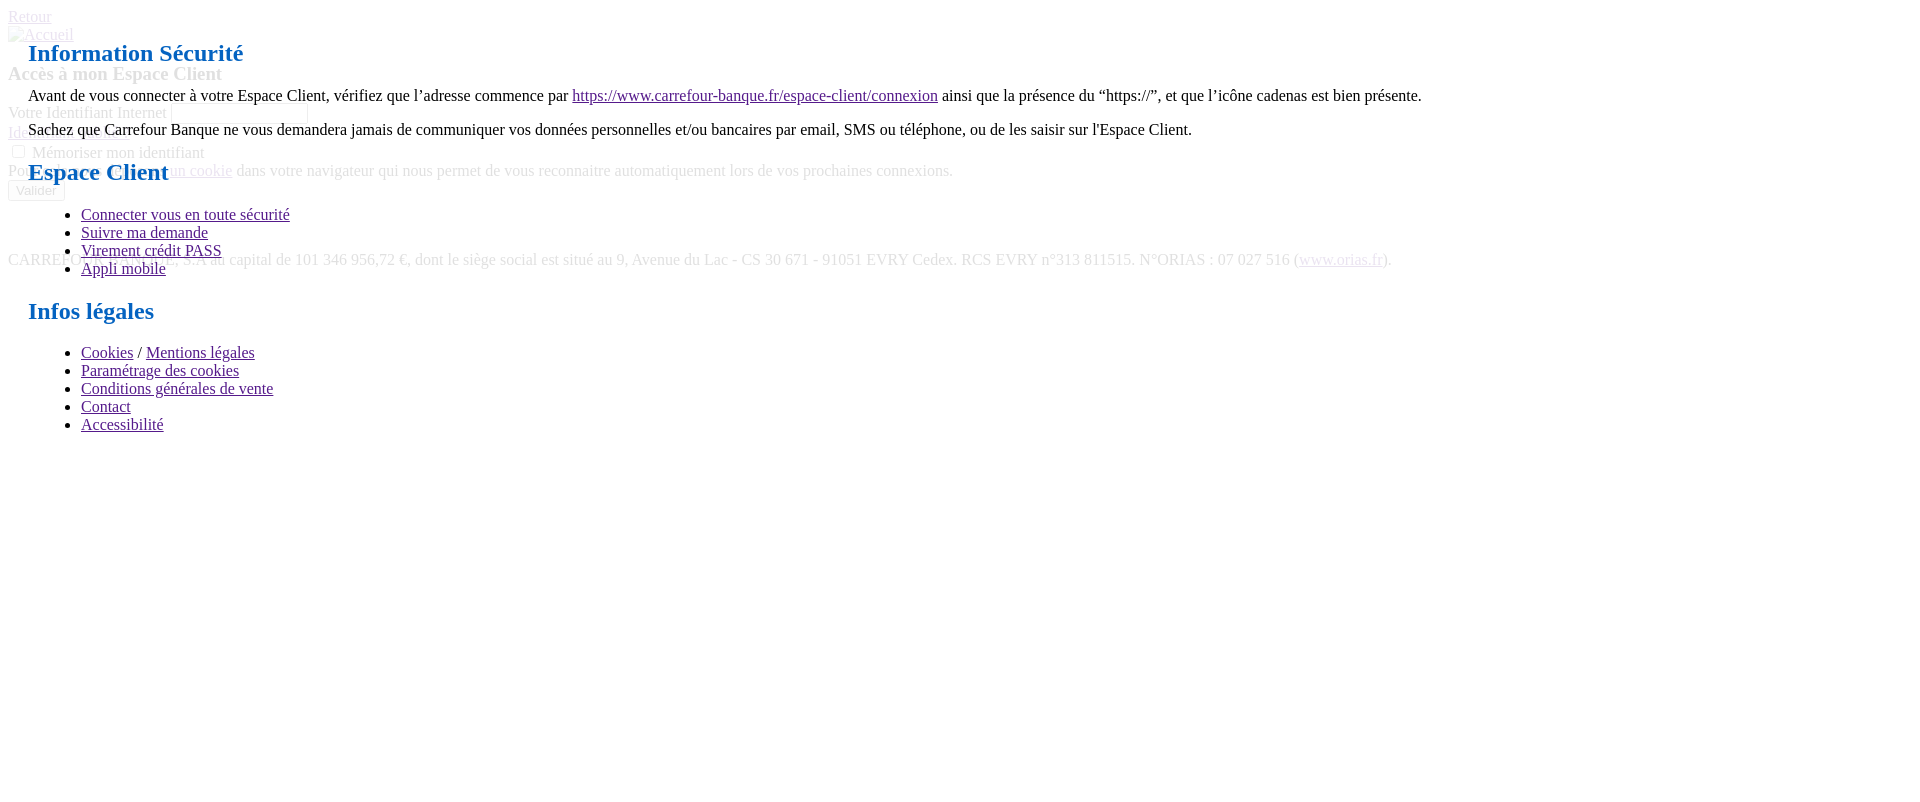 Retour
Accueil
Information Sécurité
Accès à mon Espace Client
Avant de vous connecter à votre Espace Client, vérifiez que l’adresse commence par https://www.carrefour-banque.fr/espace-client/connexion ainsi que la présence du “https://”, et que l’icône cadenas est bien présente.
Votre Identifiant Internet
Sachez que Carrefour Banque ne vous demandera jamais de communiquer vos données personnelles et/ou bancaires par email, SMS ou téléphone, ou de les saisir sur l'Espace Client.
Mémoriser mon identifiant
Espace Client
un cookie dans votre navigateur qui nous permet de vous reconnaitre automatiquement lors de vos prochaines connexions.
Valider
Connecter vous en toute sécurité
Suivre ma demande
Virement crédit PASS
CARREFOUR BANQUE, S.A au capital de 101 346 956,72 €, dont le siège social est situé au 9, Avenue du Lac - CS 30 671 - 91051 EVRY Cedex. RCS EVRY n°313 811515. N°ORIAS : 07 027 516 (www.orias.fr).
Appli mobile
Infos légales
Cookies / Mentions légales
Paramétrage des cookies
Conditions générales de vente
Contact
Accessibilité